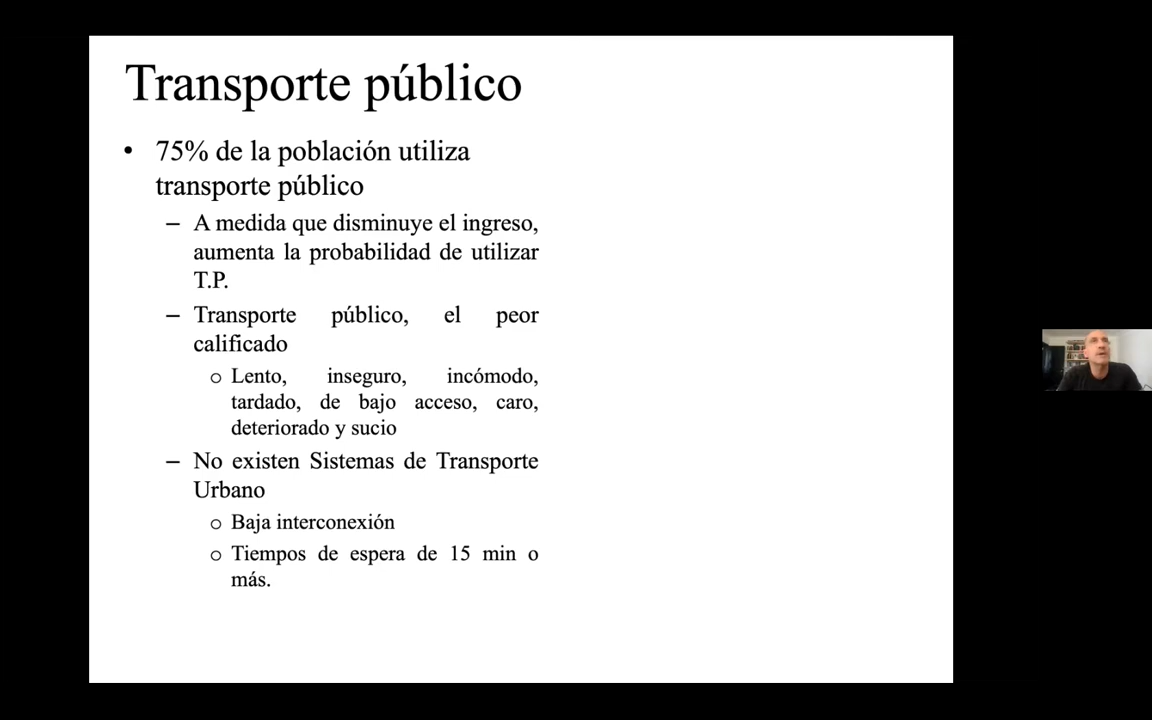 Transporte público
• 75% de la población utiliza
transporte público
– A medida que disminuye el ingreso,
aumenta la probabilidad de utilizar
T.P.
– Transporte público, el peor
calificado
o Lento, inseguro, incómodo,
tardado, de bajo acceso, caro,
deteriorado y sucio
– No existen Sistemas de Transporte
Urbano
o Baja interconexión
o Tiempos de espera de 15 min o
más.